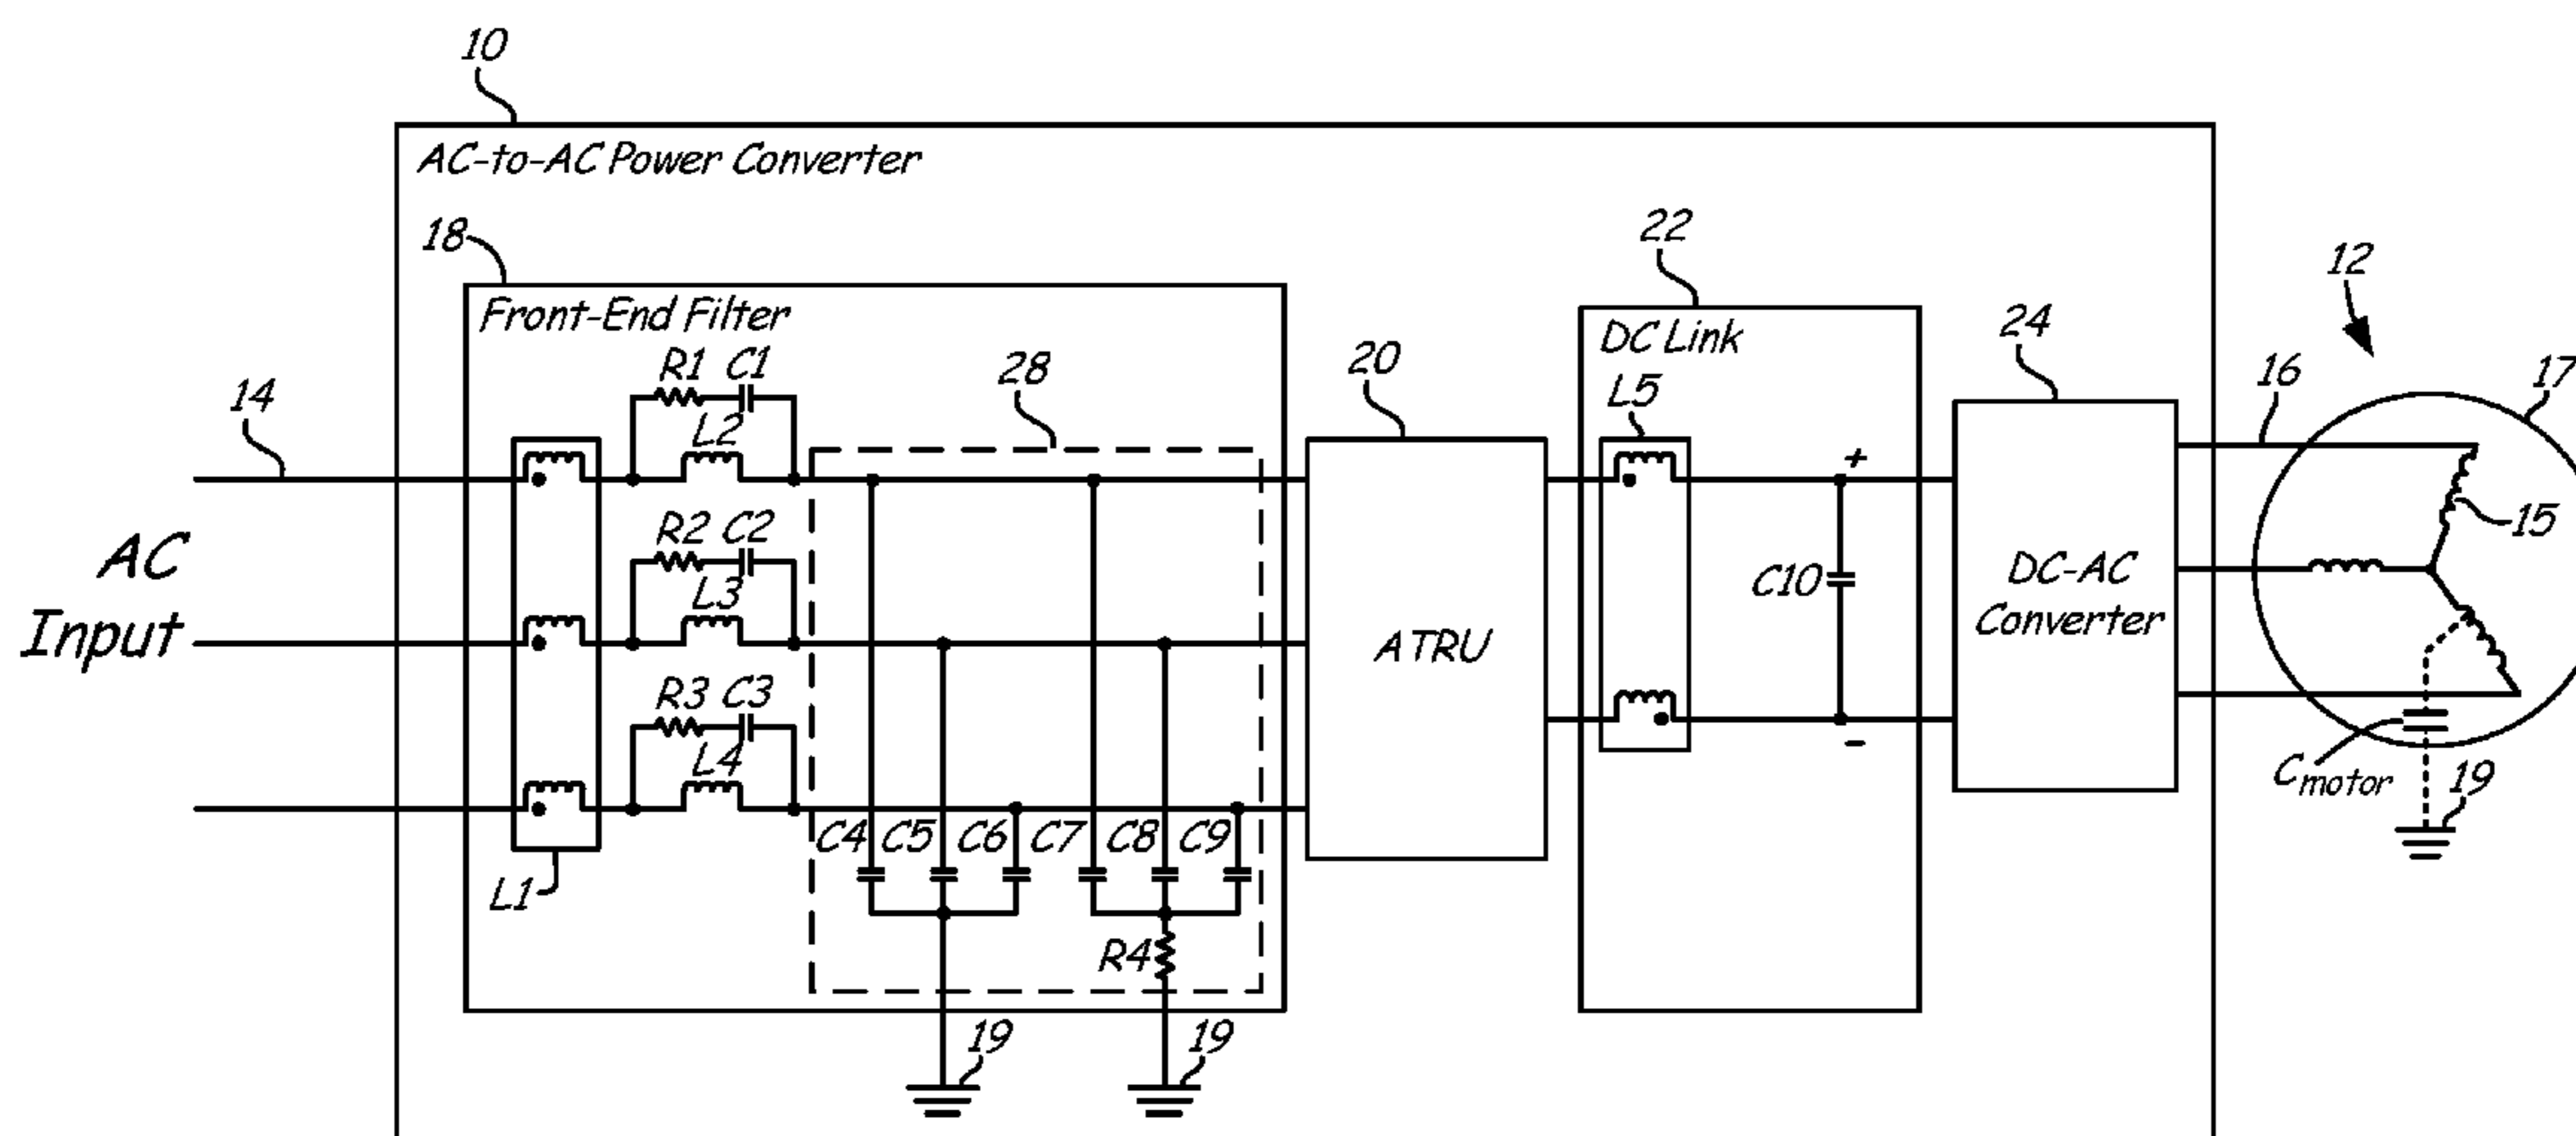 10
AC-to-AC Power Converter
18
Front-End Filter
22
DC Link
12
24
20
28
17
16
14
R1 C1
L2
L5
+
15
R2 C2
L3
AC
Input
C10
DC-AC
Converter
ATRU
R3 C3
L4
-
Cmotor
19
C4 C5 C6 C7 C8 C9
L1
R4
19
19